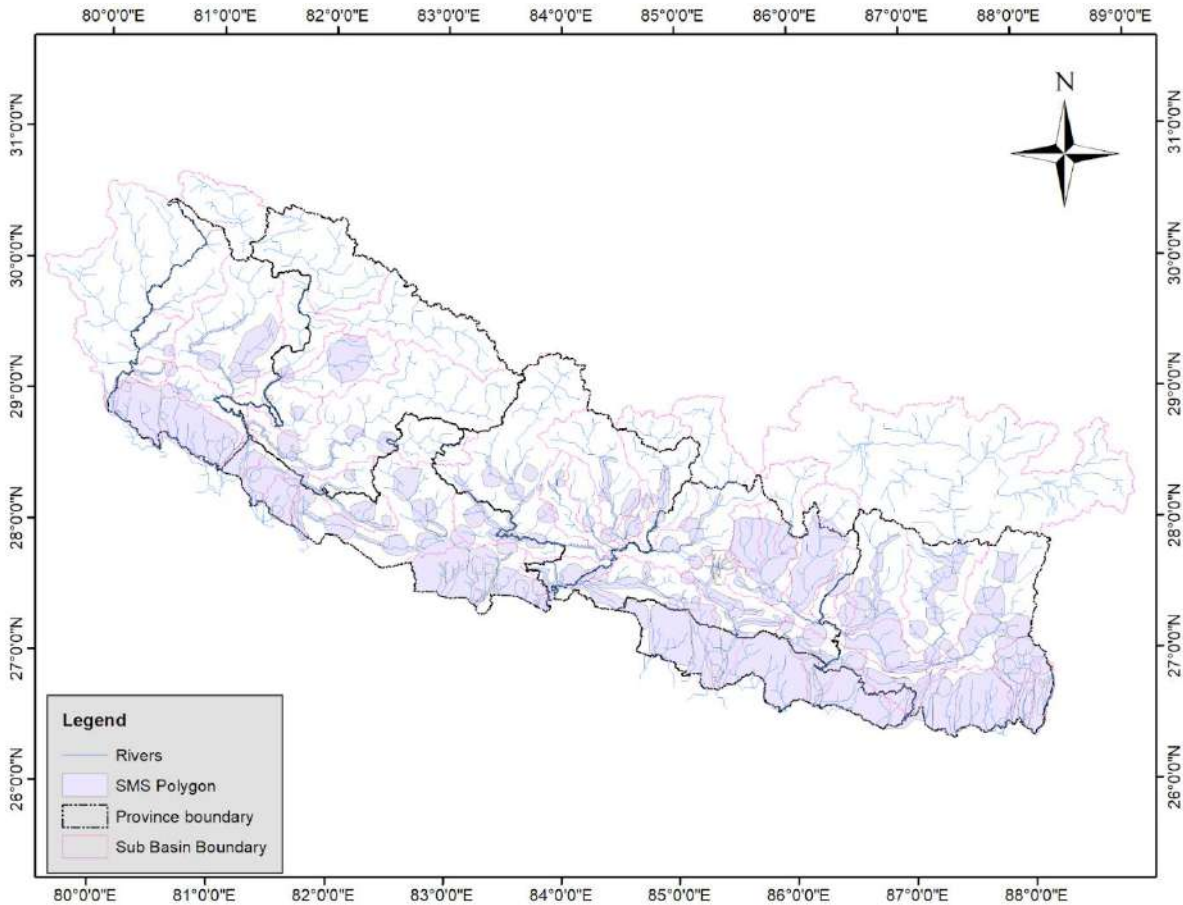 80°0'0"E 81°0'0"E 82°0'0"E 83°0'0"E 84°0'0"E 85°0'0"E 86°0'0"E 87°0'0"E 88°0'0"E 89°0'0"E
N
31°0'0"N 31°0'0"N
30°0'0"N 30°0'0"N
29°0'0"N 29°0'0"N
28°0'0"N 28°0'0"N
27°0'0"N 27°0'0"N
26°0'0"N 26°0'0"N
Legend
Rivers
SMS Polygon
Province boundary
Sub Basin Boundary
80°0'0"E 81°0'0"E 82°0'0"E 83°0'0"E 84°0'0"E 85°0'0"E 86°0'0"E 87°0'0"E 88°0'0"E